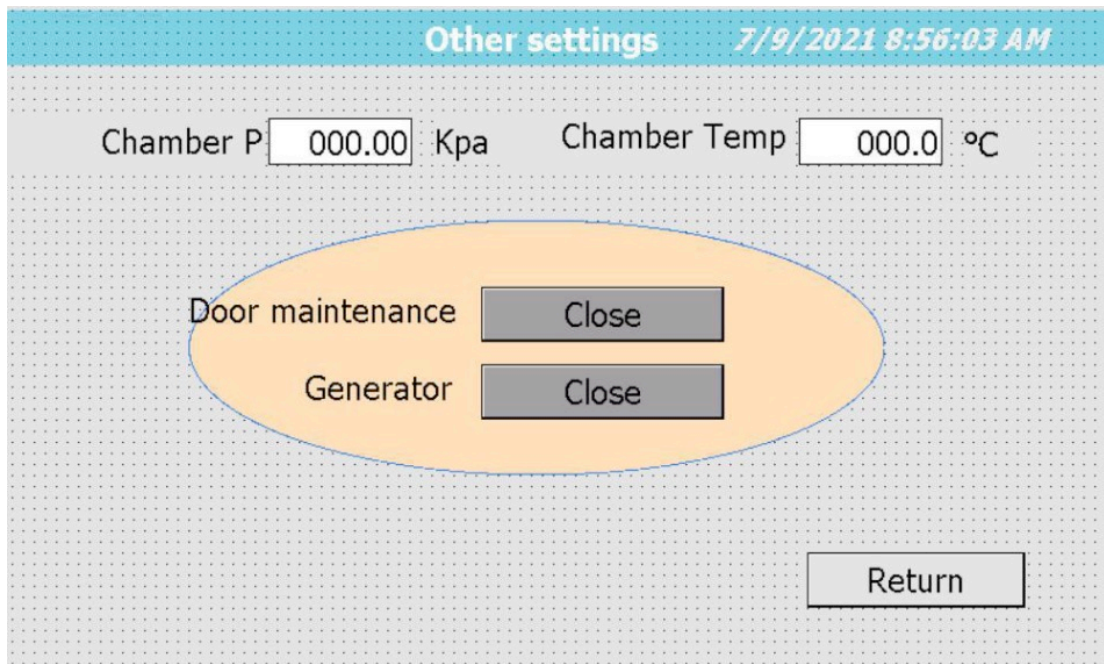 Other settings 7/9/2021 8:56:03 AM
Chamber P 000.00 Kpa Chamber Temp 000.0 °C
Door maintenance Close
Generator Close
Return